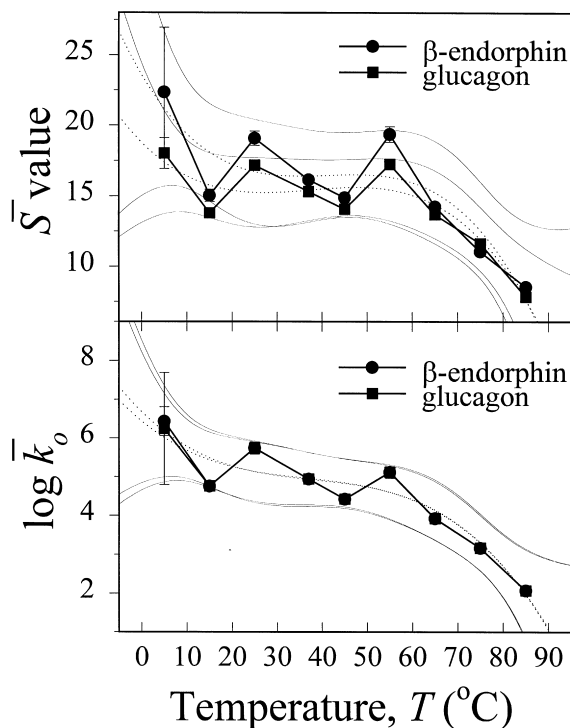 25
20
15
10
S̅ value
β-endorphin
glucagon
8
6
4
2
log k̅ₒ
β-endorphin
glucagon
0 10 20 30 40 50 60 70 80 90
Temperature, T (°C)